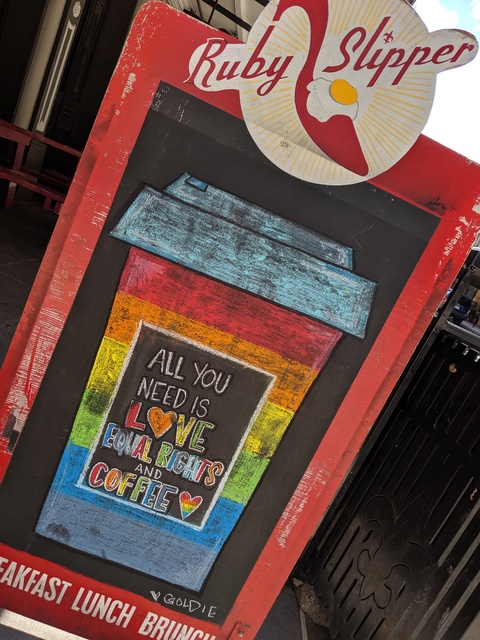 Ruby Slipper
ALL YOU
NEED IS
LOVE
EQUAL RIGHTS
AND
COFFEE
GOLDIE
EAKFAST LUNCH BRUNCH